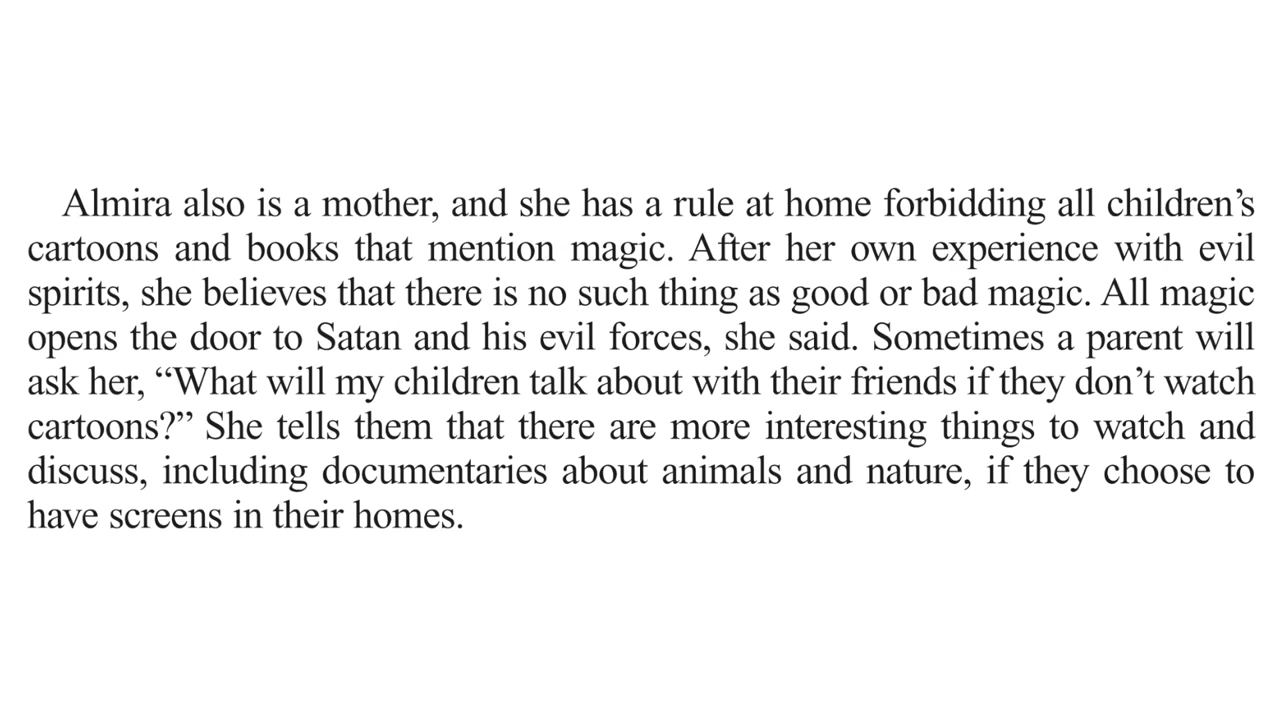 Almira also is a mother, and she has a rule at home forbidding all children’s
cartoons and books that mention magic. After her own experience with evil
spirits, she believes that there is no such thing as good or bad magic. All magic
opens the door to Satan and his evil forces, she said. Sometimes a parent will
ask her, “What will my children talk about with their friends if they don’t watch
cartoons?” She tells them that there are more interesting things to watch and
discuss, including documentaries about animals and nature, if they choose to
have screens in their homes.